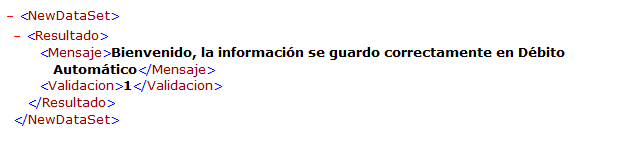 − <NewDataSet>
− <Resultado>
<Mensaje>Bienvenido, la información se guardo correctamente en Débito
Automático</Mensaje>
<Validacion>1</Validacion>
</Resultado>
</NewDataSet>